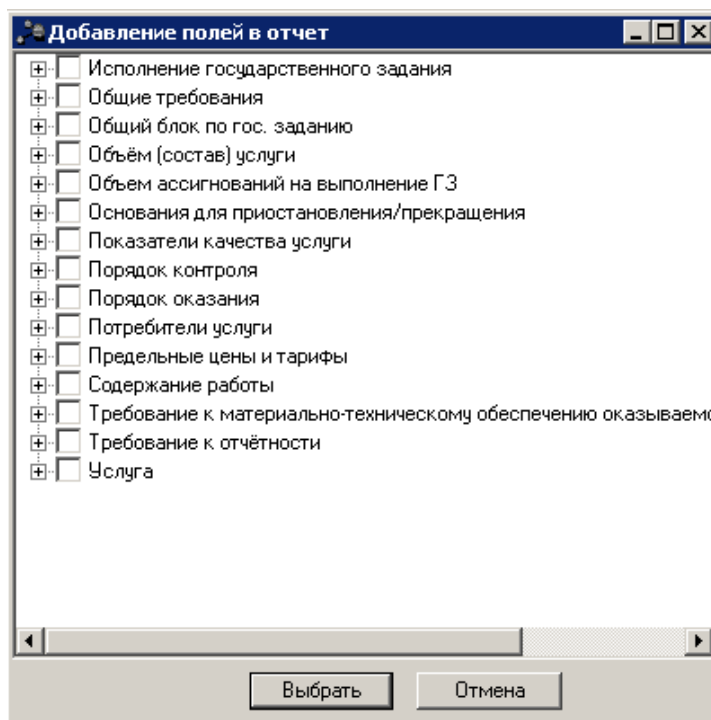 Добавление полей в отчет
Исполнение государственного задания
Общие требования
Общий блок по гос. заданию
Объём (состав) услуги
Объем ассигнований на выполнение ГЗ
Основания для приостановления/прекращения
Показатели качества услуги
Порядок контроля
Порядок оказания
Потребители услуги
Предельные цены и тарифы
Содержание работы
Требование к материально-техническому обеспечению оказываемо
Требование к отчётности
Услуга
Выбрать
Отмена